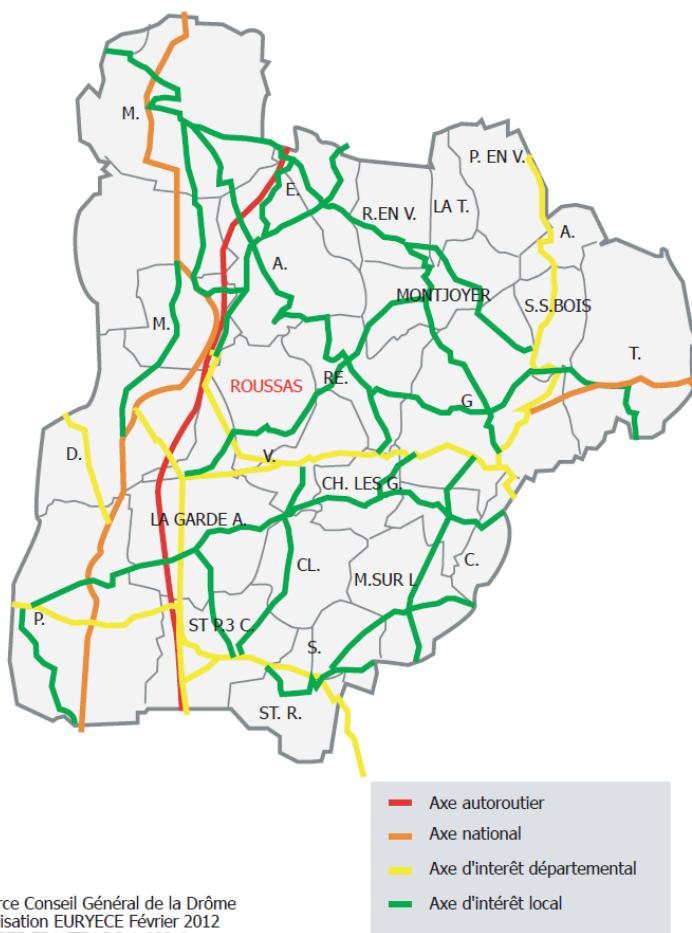 M.
P. EN V.
E.
R.EN V.
LA T.
A.
A.
MONTJOYER
S.S.BOIS
M.
T.
ROUSSAS
RE.
G
D.
V.
CH. LES G.
LA GARDE A.
CL.
M.SUR L
C.
P.
ST P.3 C.
S.
ST. R.
Axe autoroutier
Axe national
Axe d'interêt départemental
Axe d'intérêt local
rce Conseil Général de la Drôme
isation EURYECE Février 2012